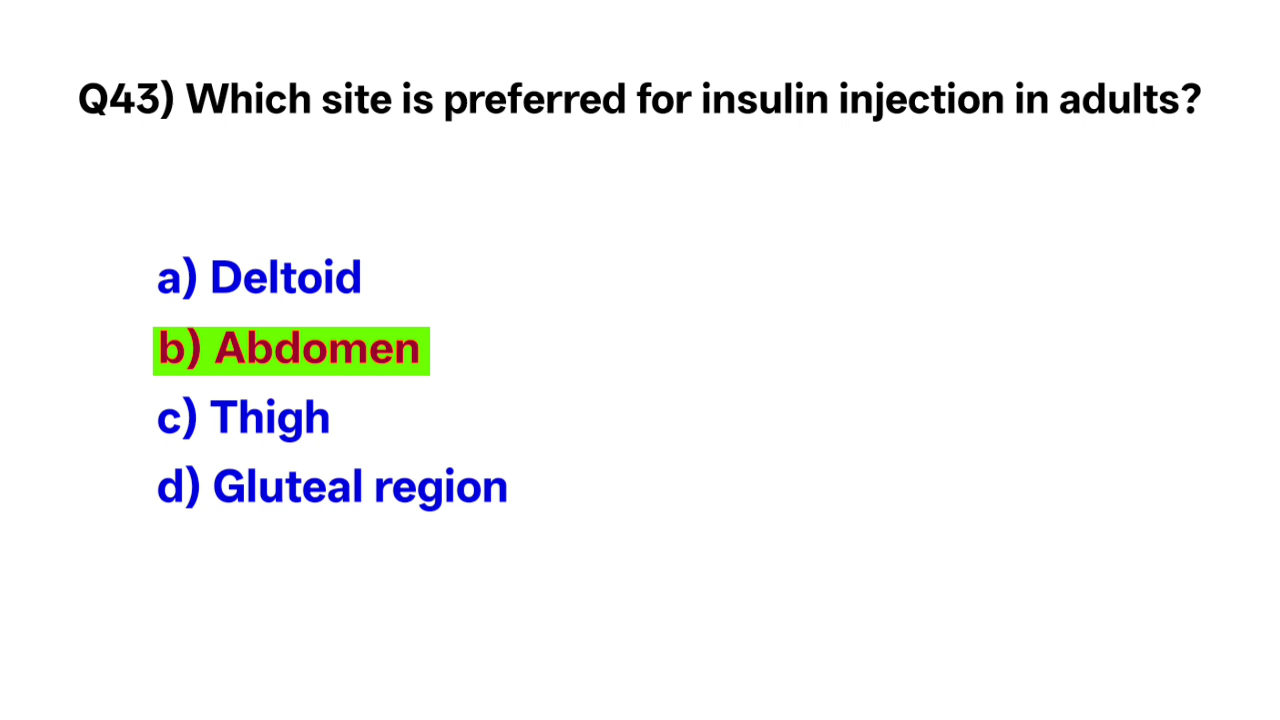 Q43) Which site is preferred for insulin injection in adults?
a) Deltoid
b) Abdomen
c) Thigh
d) Gluteal region